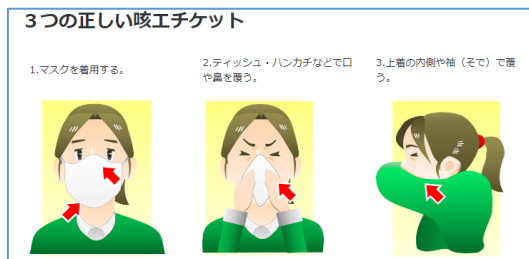 ３つの正しい咳エチケット
1.マスクを着用する。
2.ティッシュ・ハンカチなどで口
や鼻を覆う。
3.上着の内側や袖（そで）で覆
う。